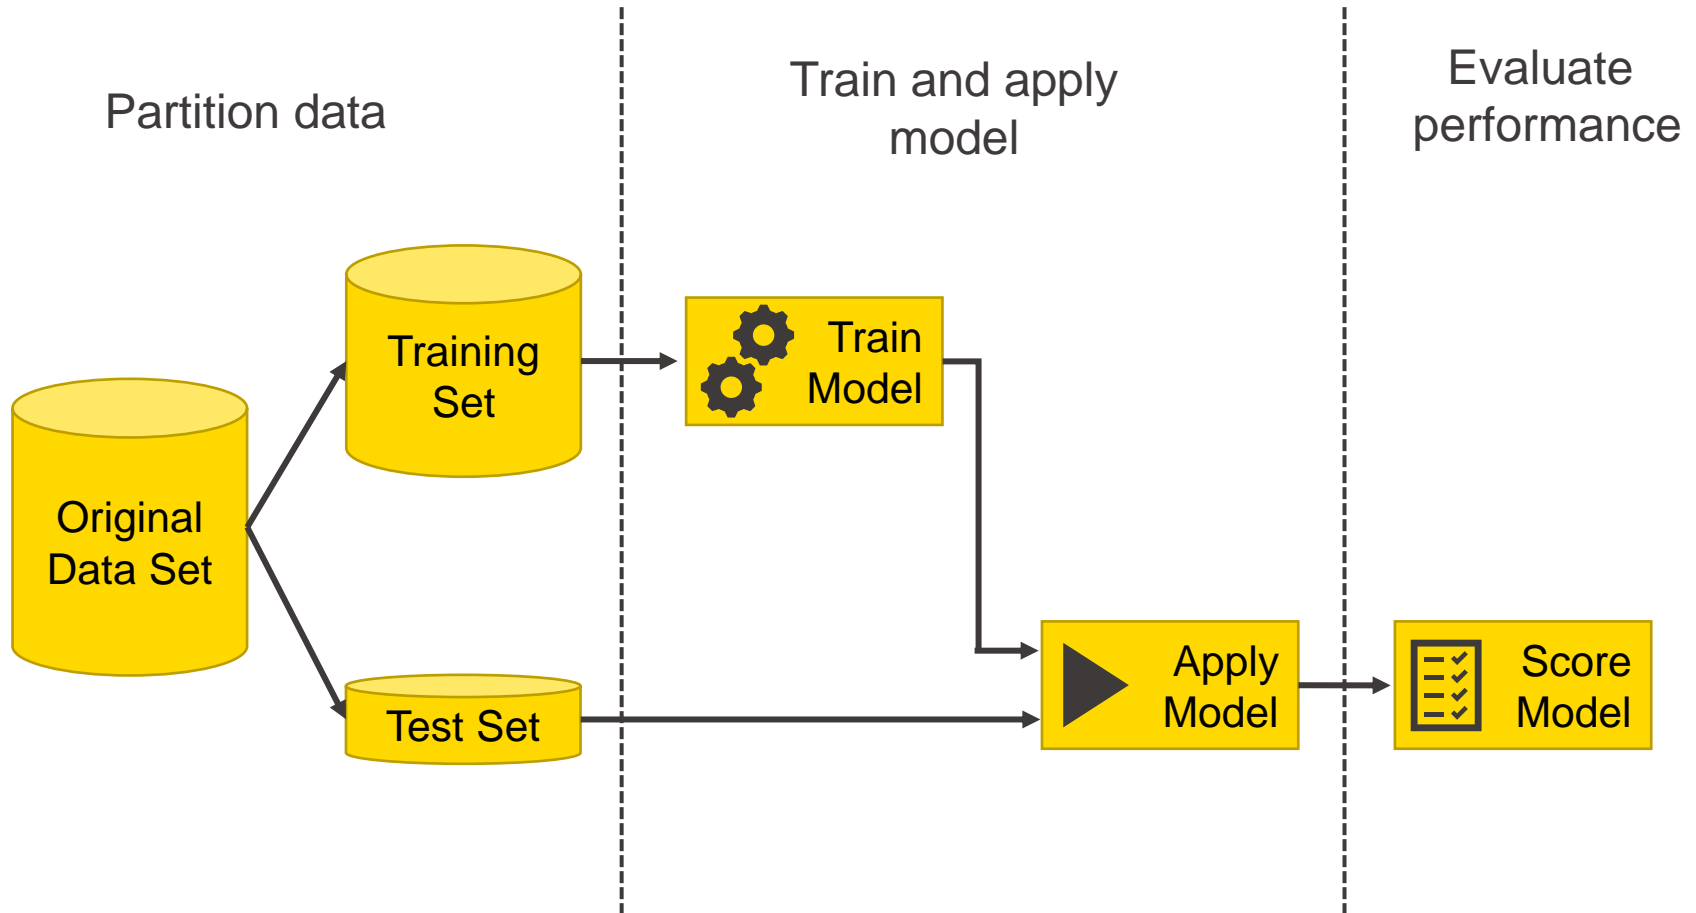 Partition data
Train and apply
model
Evaluate
performance
Original
Data Set
Training
Set
Test Set
Train
Model
Apply
Model
Score
Model